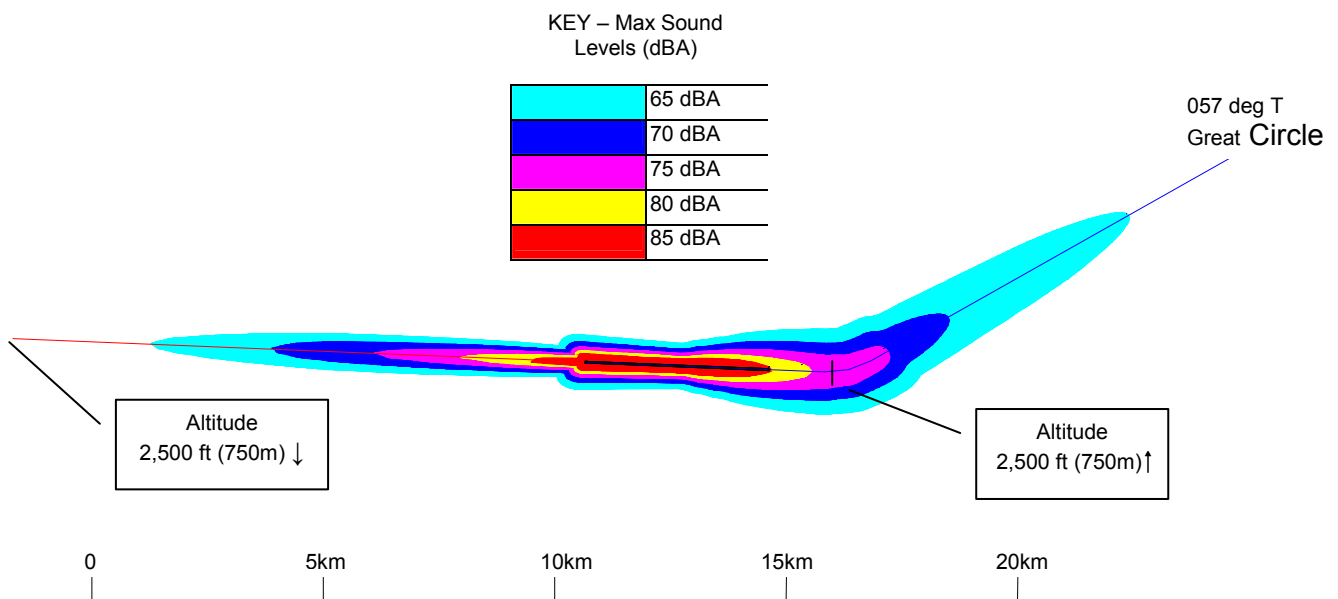 KEY – Max Sound
Levels (dBA)
65 dBA
70 dBA
75 dBA
80 dBA
85 dBA
057 deg T
Great Circle
Altitude
2,500 ft (750m) ↓
Altitude
2,500 ft (750m)↑
0 5km 10km 15km 20km